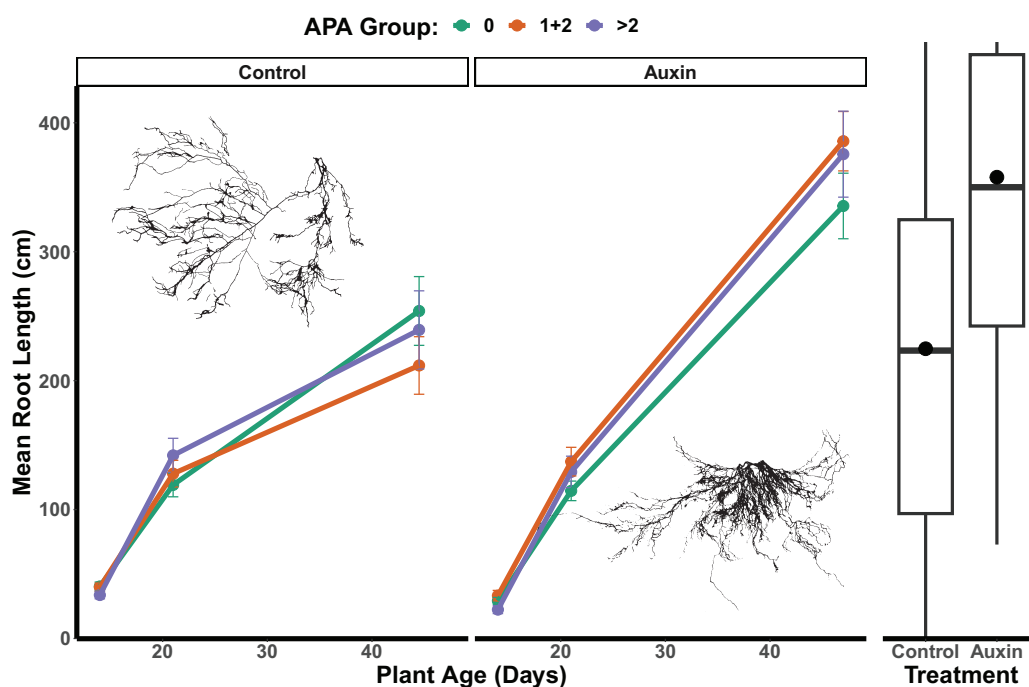 APA Group: 0 1+2 >2
Control Auxin
Mean Root Length (cm)
400
300
200
100
0
20 30 40 20 30 40
Control Auxin
Plant Age (Days) Treatment